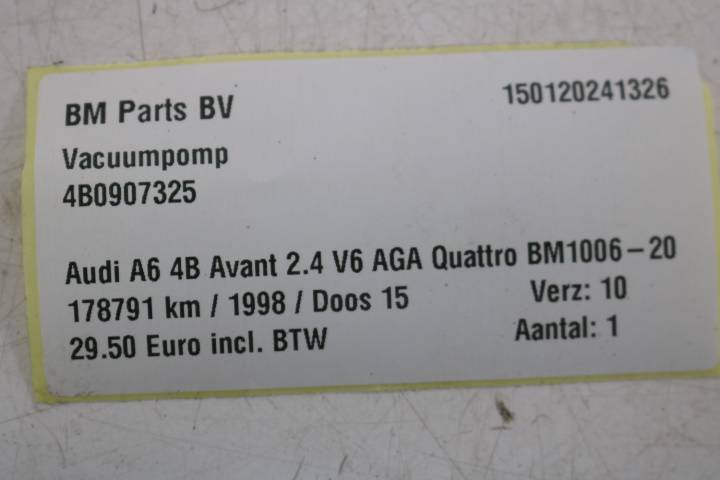 BM Parts BV 150120241326
Vacuumpomp
4B0907325
Audi A6 4B Avant 2.4 V6 AGA Quattro BM1006-20
178791 km / 1998 / Doos 15 Verz: 10
29.50 Euro incl. BTW Aantal: 1